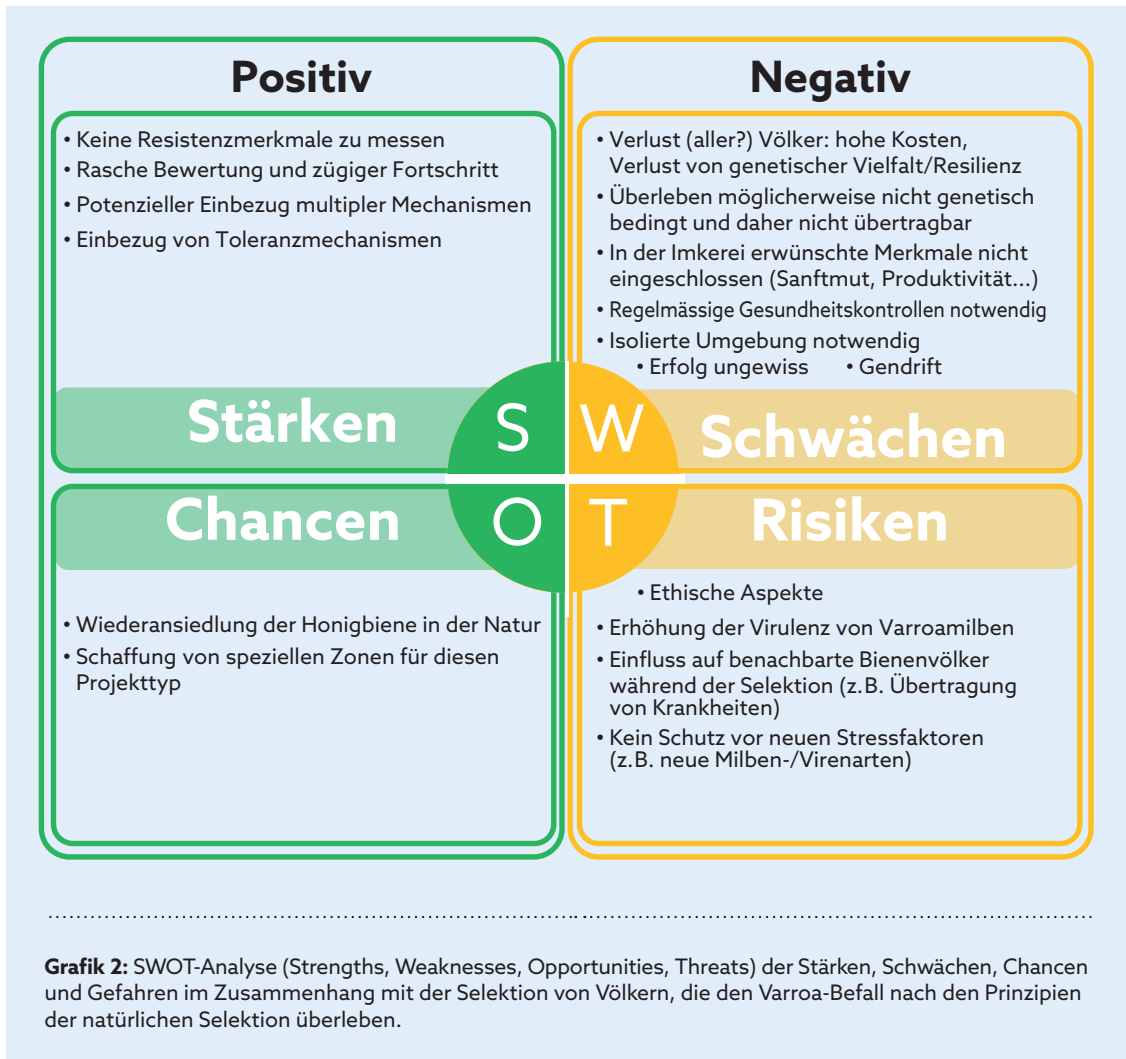 Positiv
• Keine Resistenzmerkmale zu messen
• Rasche Bewertung und zügiger Fortschritt
• Potenzieller Einbezug multipler Mechanismen
• Einbezug von Toleranzmechanismen
Stärken
S
Negativ
• Verlust (aller?) Völker: hohe Kosten,
Verlust von genetischer Vielfalt/Resilienz
• Überleben möglicherweise nicht genetisch
bedingt und daher nicht übertragbar
• In der Imkerei erwünschte Merkmale nicht
eingeschlossen (Sanftmut, Produktivität...)
• Regelmässige Gesundheitskontrollen notwendig
• Isolierte Umgebung notwendig
• Erfolg ungewiss • Gendrift
W
Schwächen
Chancen
O
• Wiederansiedlung der Honigbiene in der Natur
• Schaffung von speziellen Zonen für diesen
Projekttyp
T
Risiken
• Ethische Aspekte
• Erhöhung der Virulenz von Varroamilben
• Einfluss auf benachbarte Bienenvölker
während der Selektion (z.B. Übertragung
von Krankheiten)
• Kein Schutz vor neuen Stressfaktoren
(z.B. neue Milben-/Virenarten)
Grafik 2: SWOT-Analyse (Strengths, Weaknesses, Opportunities, Threats) der Stärken, Schwächen, Chancen
und Gefahren im Zusammenhang mit der Selektion von Völkern, die den Varroa-Befall nach den Prinzipien
der natürlichen Selektion überleben.